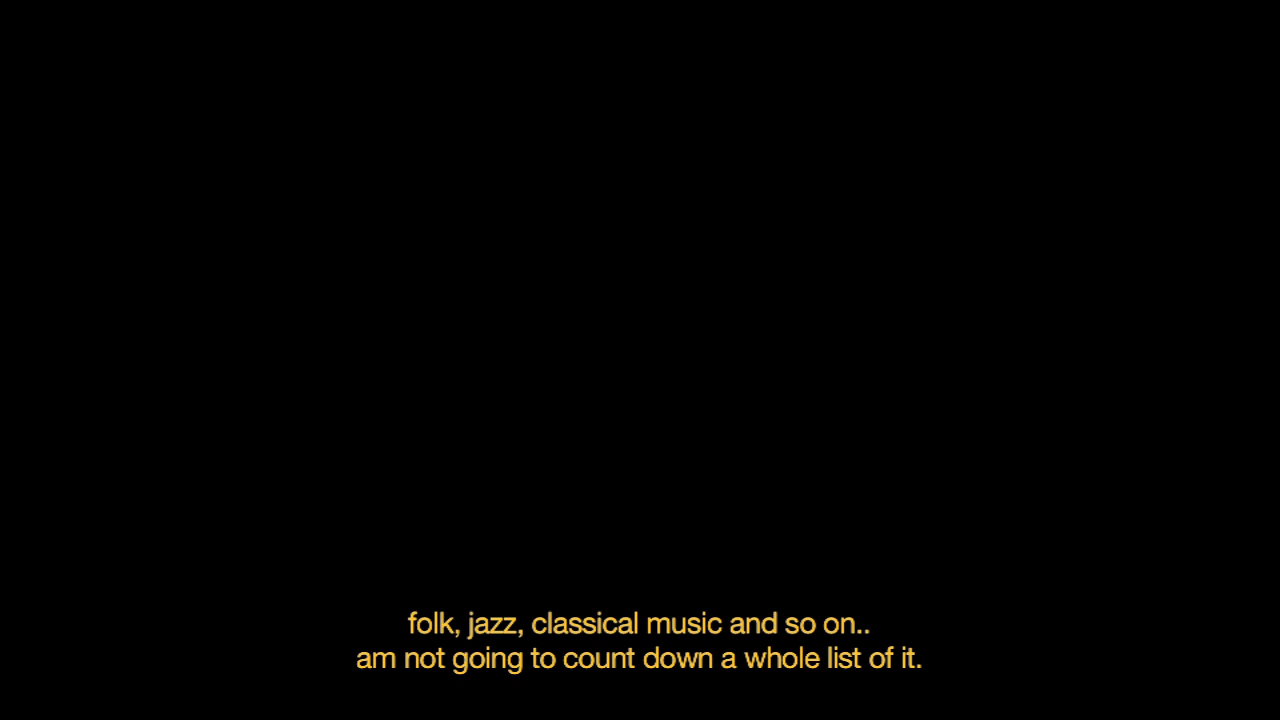 folk, jazz, classical music and so on..
am not going to count down a whole list of it.